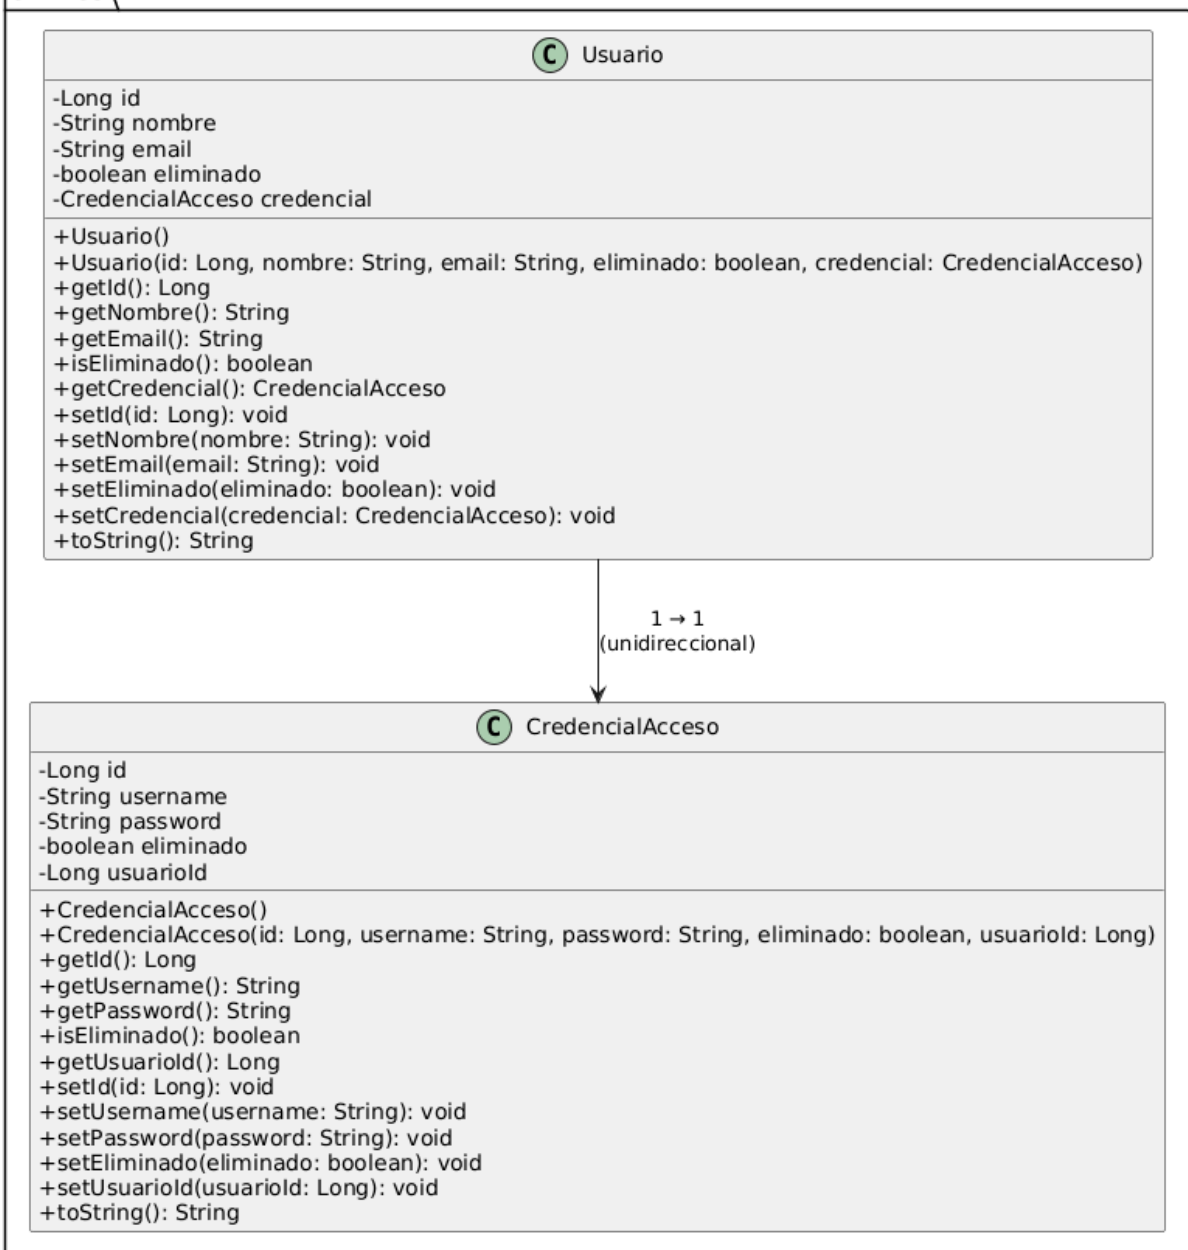 C Usuario
-Long id
-String nombre
-String email
-boolean eliminado
-CredencialAcceso credencial
+Usuario()
+Usuario(id: Long, nombre: String, email: String, eliminado: boolean, credencial: CredencialAcceso)
+getId(): Long
+getNombre(): String
+getEmail(): String
+isEliminado(): boolean
+getCredencial(): CredencialAcceso
+setId(id: Long): void
+setNombre(nombre: String): void
+setEmail(email: String): void
+setEliminado(eliminado: boolean): void
+setCredencial(credencial: CredencialAcceso): void
+toString(): String
1 → 1
(unidireccional)
C CredencialAcceso
-Long id
-String username
-String password
-boolean eliminado
-Long usuarioId
+CredencialAcceso()
+CredencialAcceso(id: Long, username: String, password: String, eliminado: boolean, usuarioId: Long)
+getId(): Long
+getUsername(): String
+getPassword(): String
+isEliminado(): boolean
+getUsuarioId(): Long
+setId(id: Long): void
+setUsername(username: String): void
+setPassword(password: String): void
+setEliminado(eliminado: boolean): void
+setUsuarioId(usuarioId: Long): void
+toString(): String